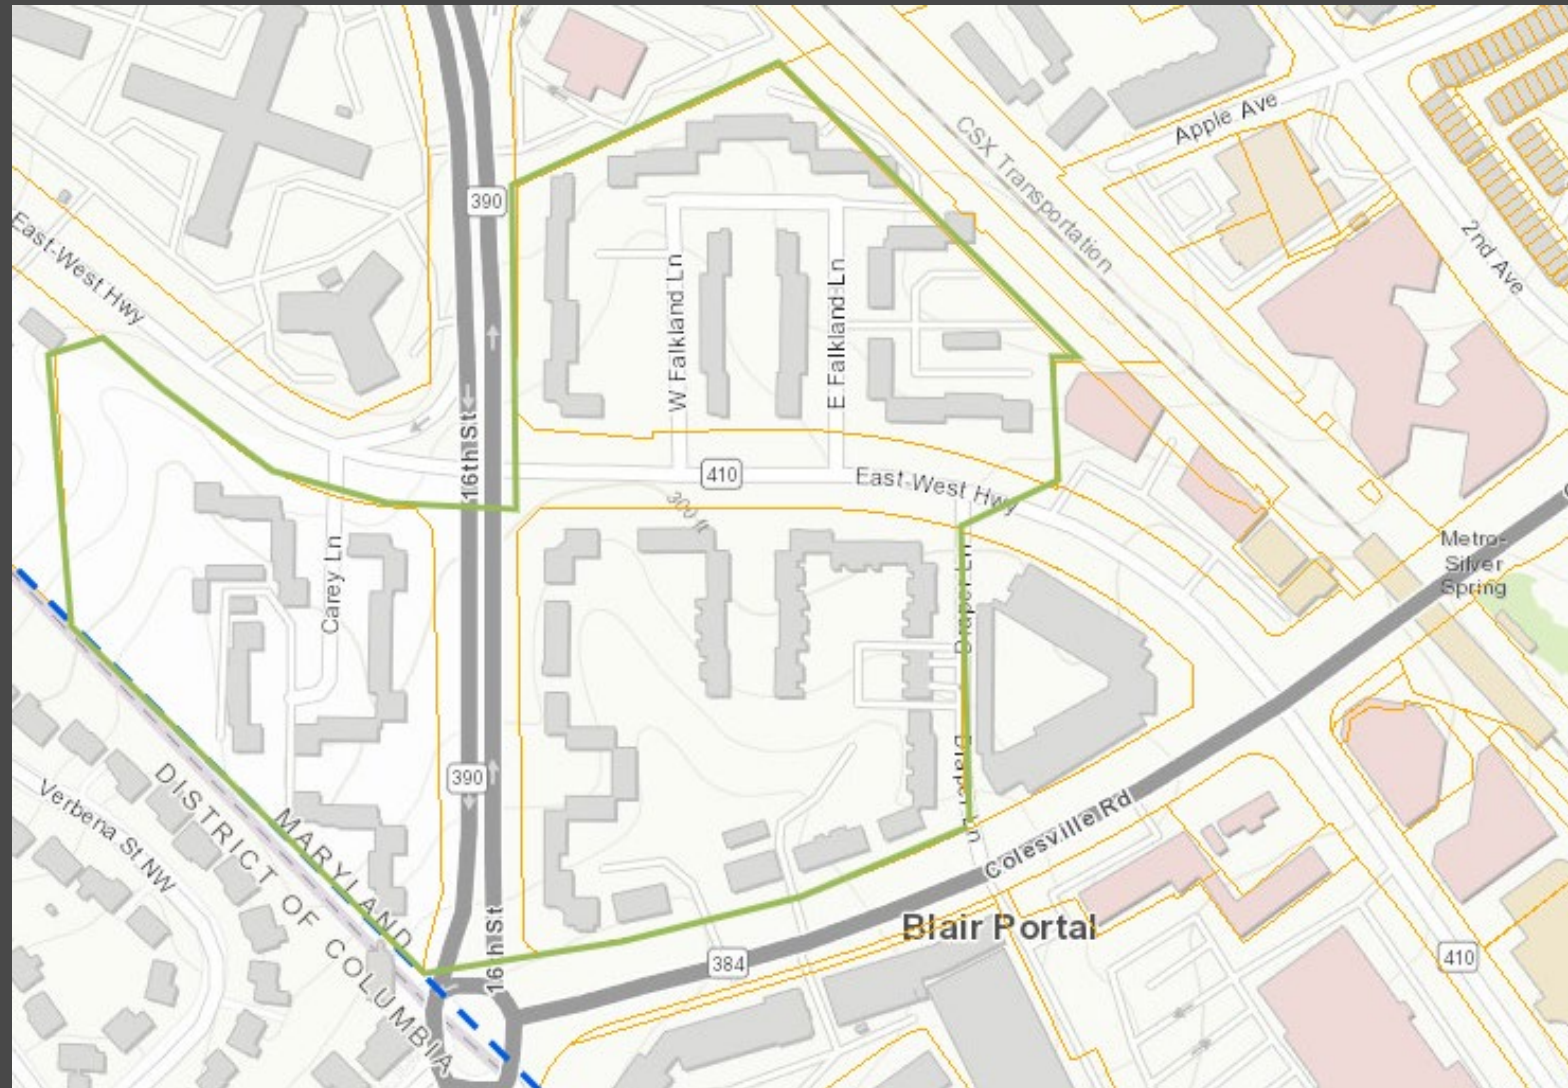 Apple Ave
CSX Transportation
390
2nd Ave
East-West Hwy
W Falkland Ln
E Falkland Ln
16th St
410
East-West Hwy
300 ft
Carey Ln
Draper Ln
Metro-
Silver
Spring
390
Draper Ln
DISTRICT OF COLUMBIA
MARYLAND
Verbena St NW
Colesville Rd
16th St
Blair Portal
384
410